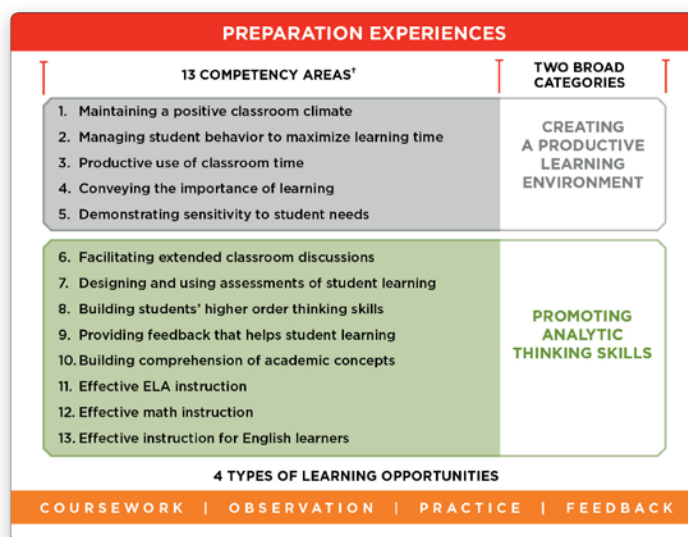 PREPARATION EXPERIENCES
13 COMPETENCY AREAS†
TWO BROAD
CATEGORIES
1. Maintaining a positive classroom climate
2. Managing student behavior to maximize learning time
3. Productive use of classroom time
4. Conveying the importance of learning
5. Demonstrating sensitivity to student needs
CREATING
A PRODUCTIVE
LEARNING
ENVIRONMENT
6. Facilitating extended classroom discussions
7. Designing and using assessments of student learning
8. Building students' higher order thinking skills
9. Providing feedback that helps student learning
10. Building comprehension of academic concepts
11. Effective ELA instruction
12. Effective math instruction
13. Effective instruction for English learners
PROMOTING
ANALYTIC
THINKING SKILLS
4 TYPES OF LEARNING OPPORTUNITIES
COURSEWORK | OBSERVATION | PRACTICE | FEEDBACK